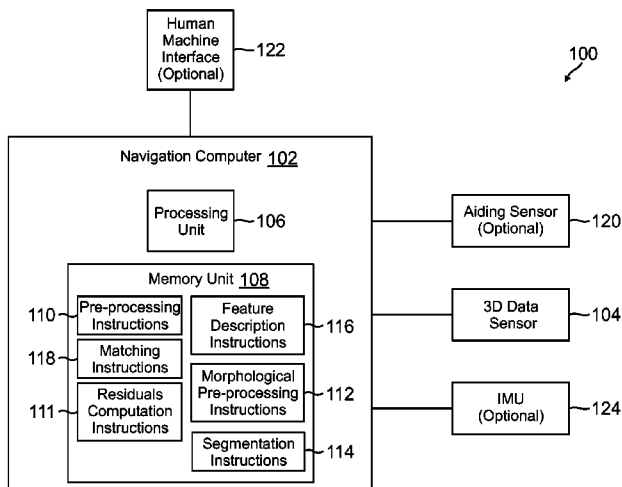 Human
Machine
Interface
(Optional)
122
100
Navigation Computer 102
Processing
Unit
106
Aiding Sensor
(Optional)
120
Memory Unit 108
110
Pre-processing
Instructions
Feature
Description
Instructions
116
3D Data
Sensor
104
118
Matching
Instructions
Morphological
Pre-processing
Instructions
112
111
Residuals
Computation
Instructions
IMU
(Optional)
124
Segmentation
Instructions
114